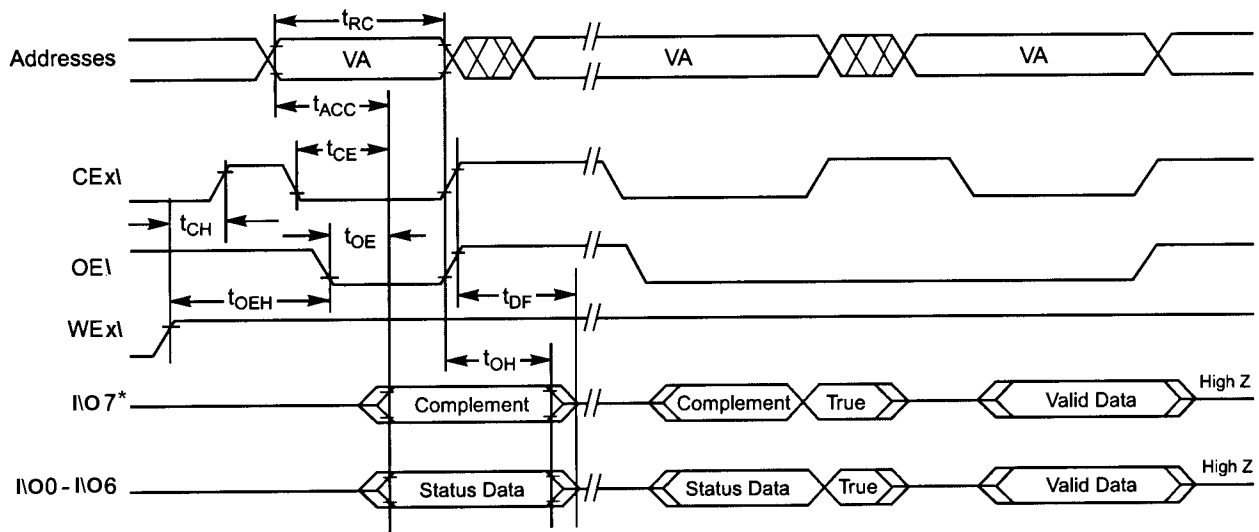 tRC
Addresses VA VA VA
tACC
tCE
CEx\
tCH
tOE
OE\
tOEH tDF
WEx\
tOH
I\O7* Complement Complement True Valid Data High Z
I\O0 - I\O6 Status Data Status Data True Valid Data High Z